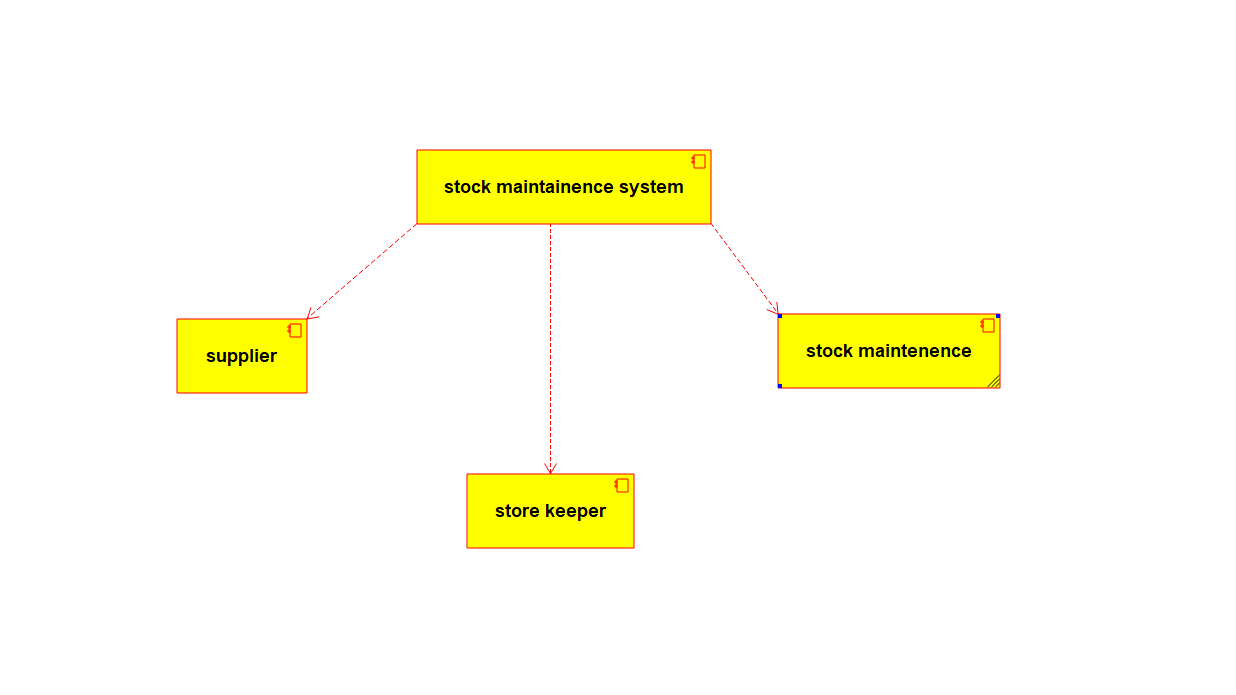 stock maintainence system
supplier
stock maintenence
store keeper